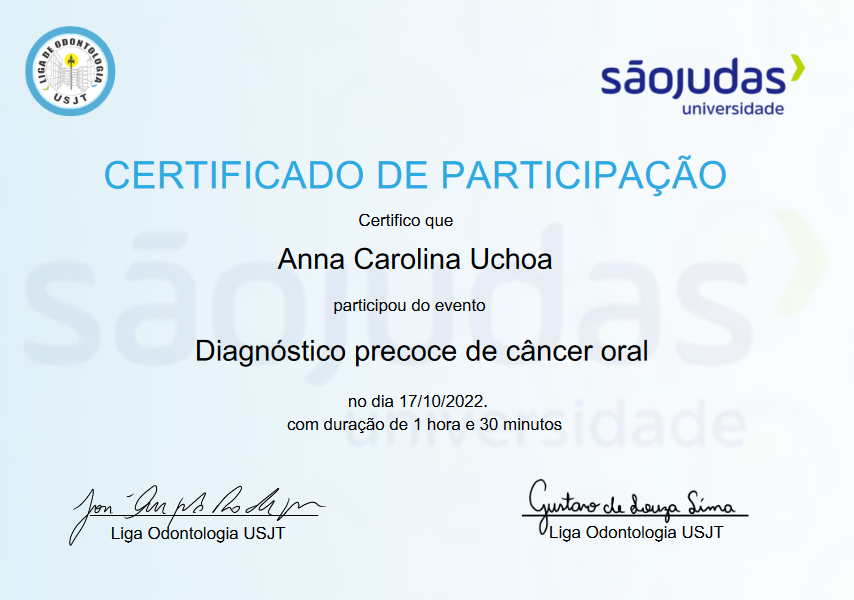 LIGA DE ODONTOLOGIA
USJT
sãojudas
universidade
CERTIFICADO DE PARTICIPAÇÃO
Certifico que
Anna Carolina Uchoa
participou do evento
Diagnóstico precoce de câncer oral
no dia 17/10/2022.
com duração de 1 hora e 30 minutos
sãojudas
universidade
Gustavo de Souza Lima
Liga Odontologia USJT
Liga Odontologia USJT